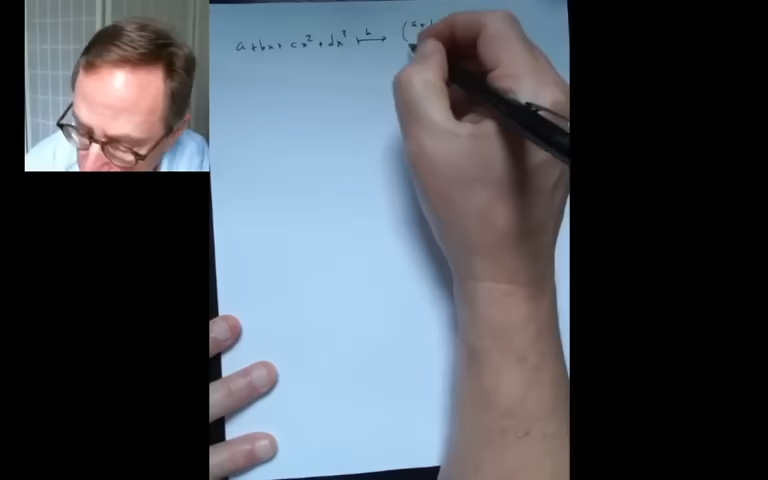 a + bx + cx² + dx³ ⟼ʰ (a +